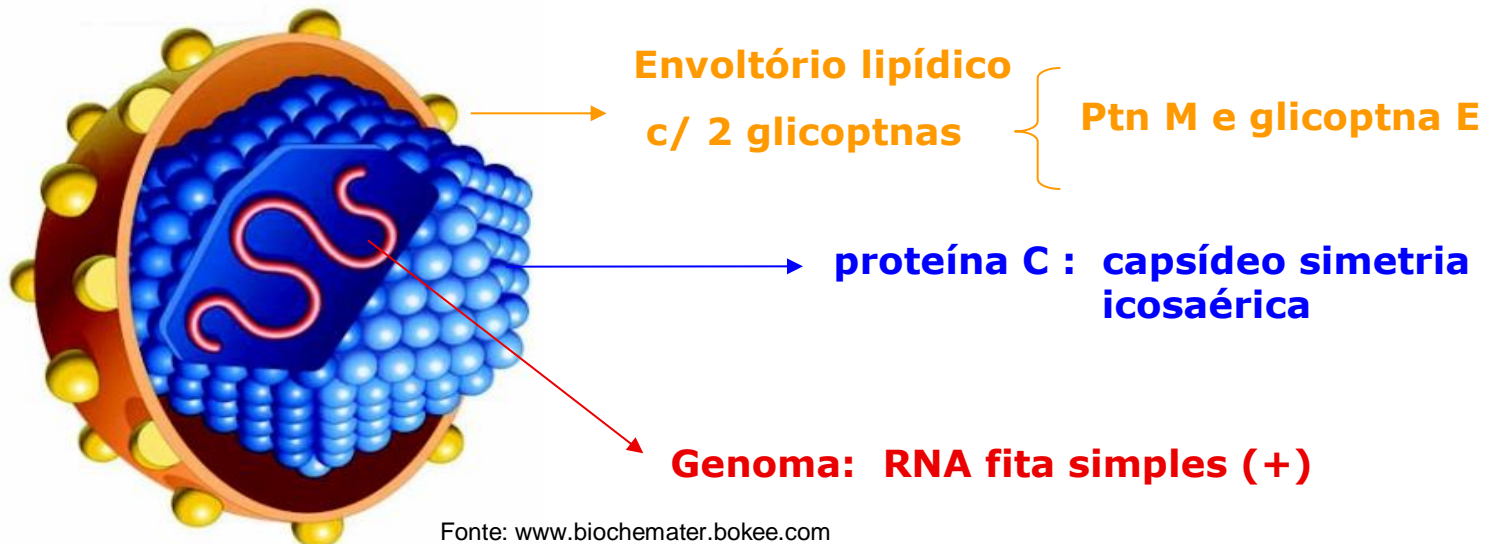 Envoltório lipídico
c/ 2 glicoptnas
Ptn M e glicoptna E
proteína C : capsídeo simetria
icosaérica
Genoma: RNA fita simples (+)
Fonte: www.biochemater.bokee.com